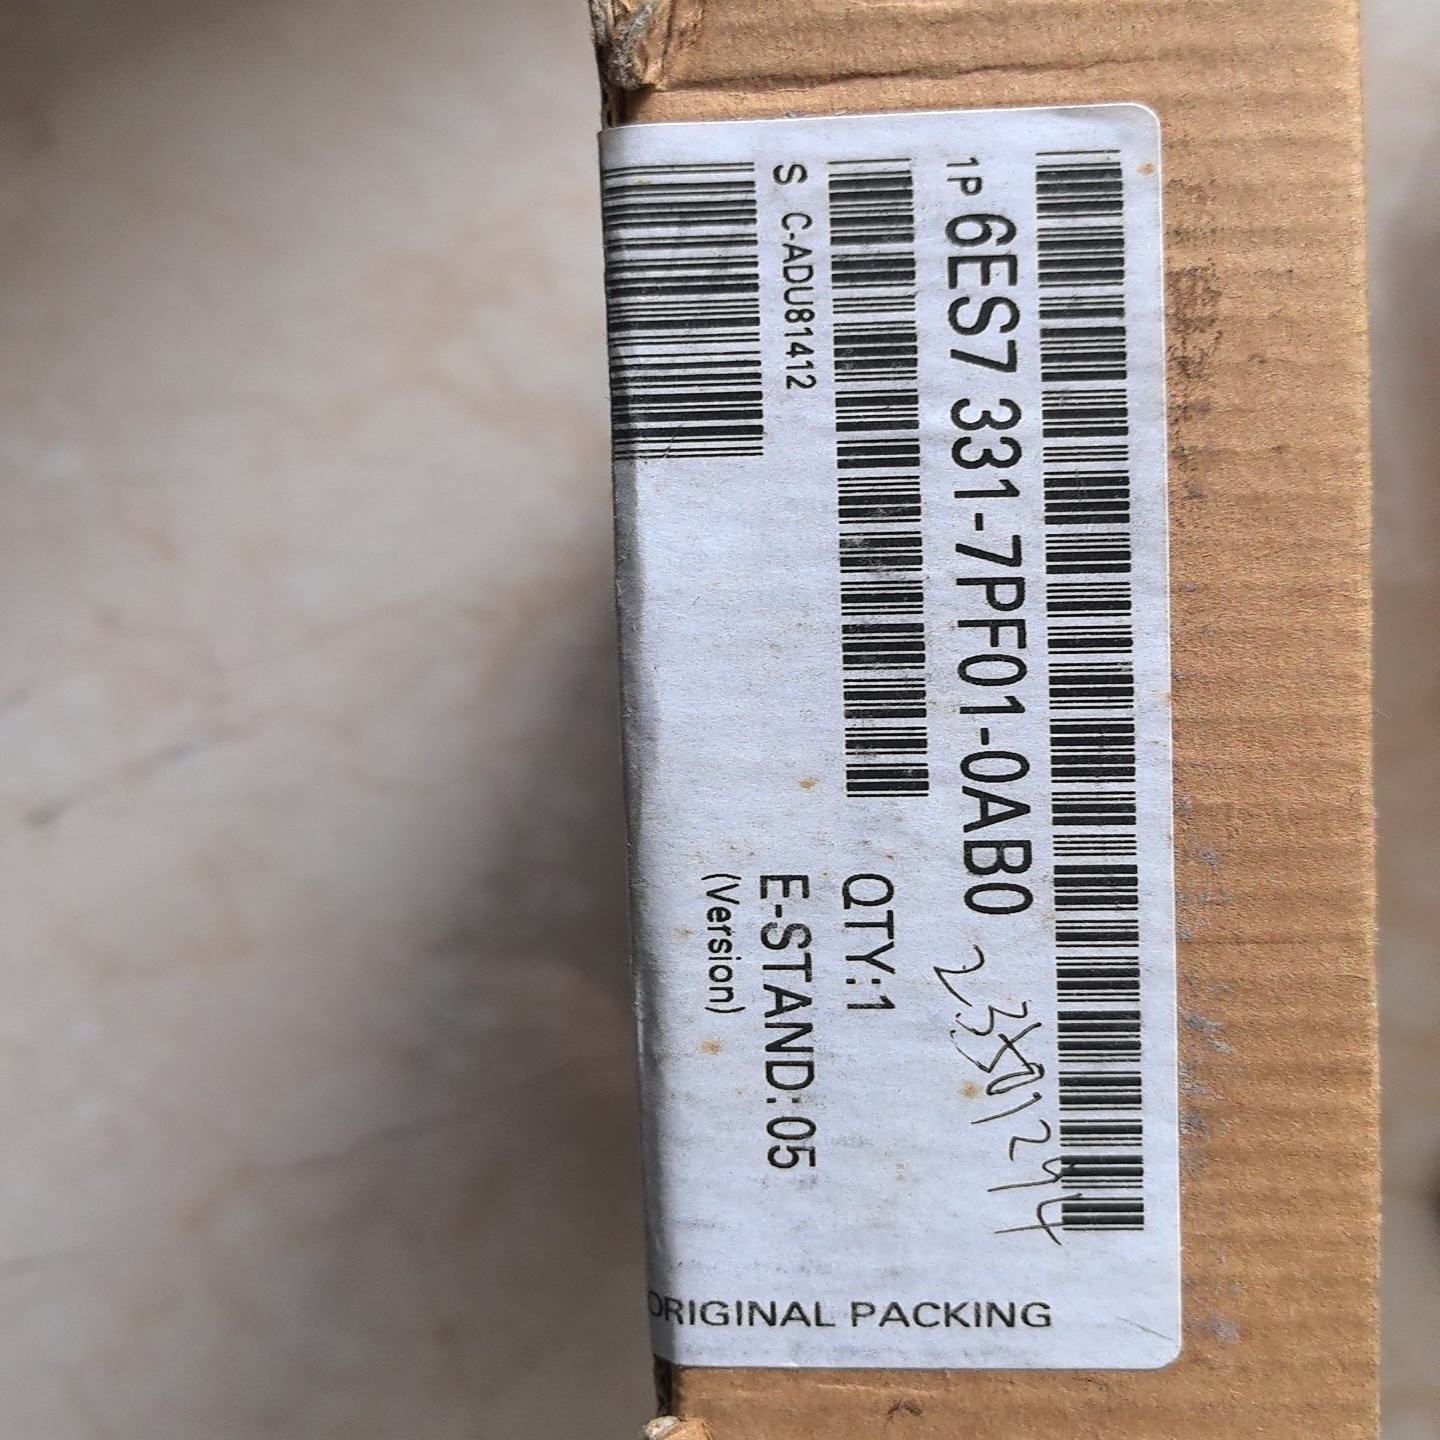 1P 6ES7 331-7PF01-0AB0
S C-ADU81412
QTY:1
E-STAND:05
(Version)
ORIGINAL PACKING